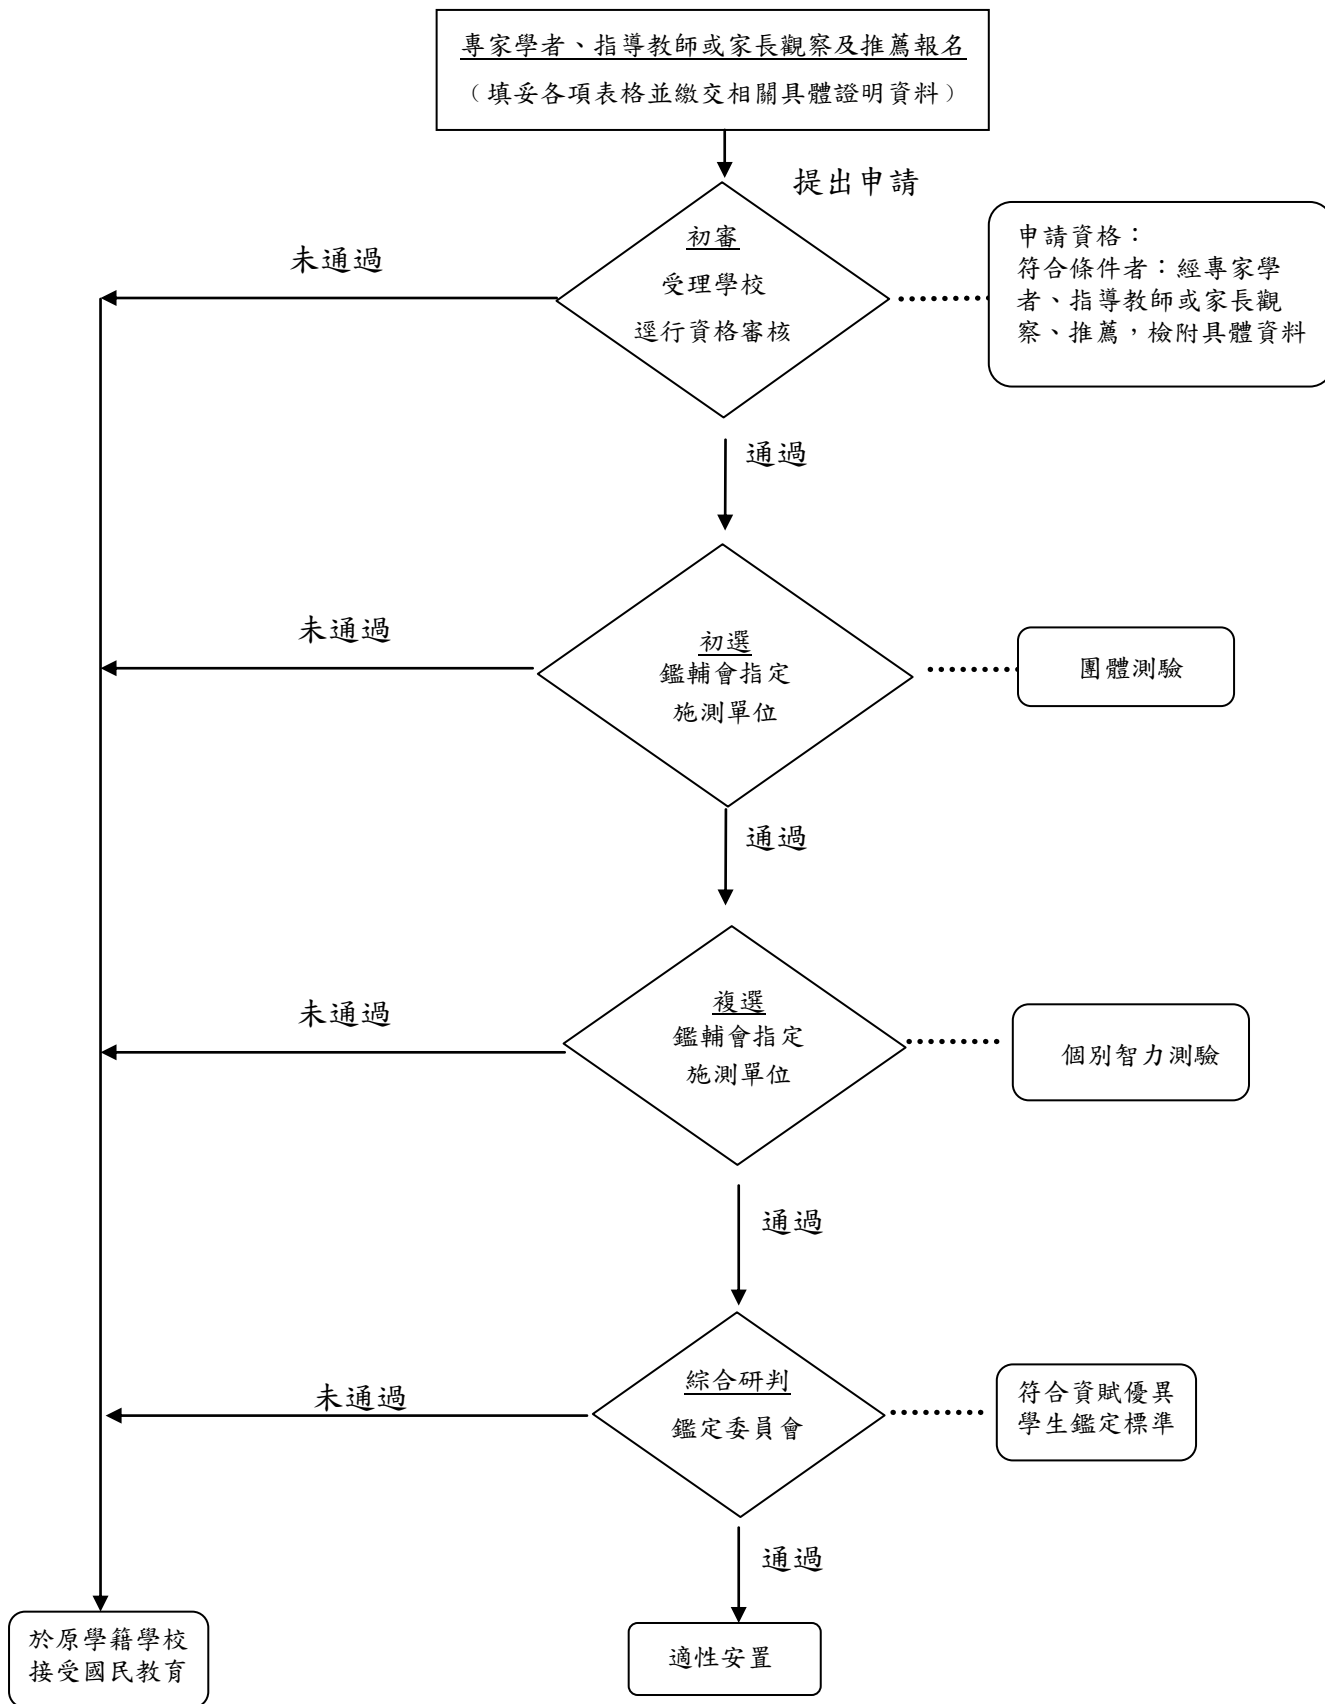 專家學者、指導教師或家長觀察及推薦報名
（填妥各項表格並繳交相關具體證明資料）
提出申請
初審
受理學校
逕行資格審核
未通過
申請資格：
符合條件者：經專家學
者、指導教師或家長觀
察、推薦，檢附具體資料
通過
未通過
初選
鑑輔會指定
施測單位
團體測驗
通過
未通過
複選
鑑輔會指定
施測單位
個別智力測驗
通過
未通過
綜合研判
鑑定委員會
符合資賦優異
學生鑑定標準
通過
於原學籍學校
接受國民教育
適性安置